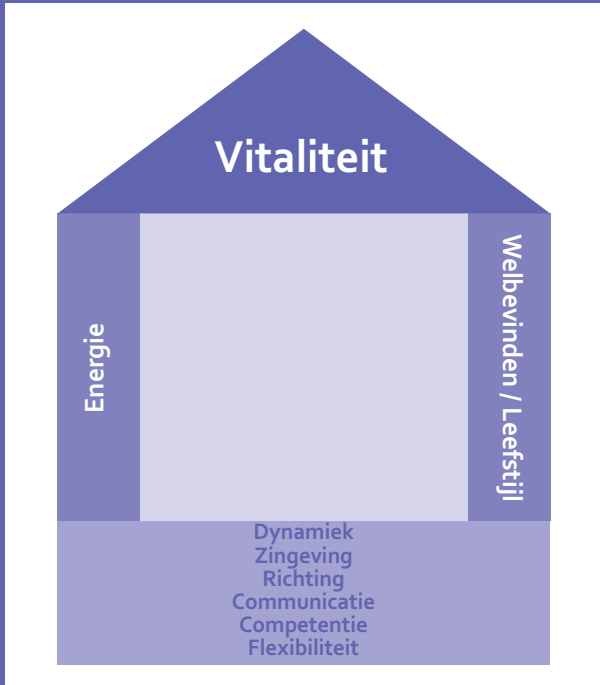 Vitaliteit
Energie
Welbevinden / Leefstijl
Dynamiek
Zingeving
Richting
Communicatie
Competentie
Flexibiliteit